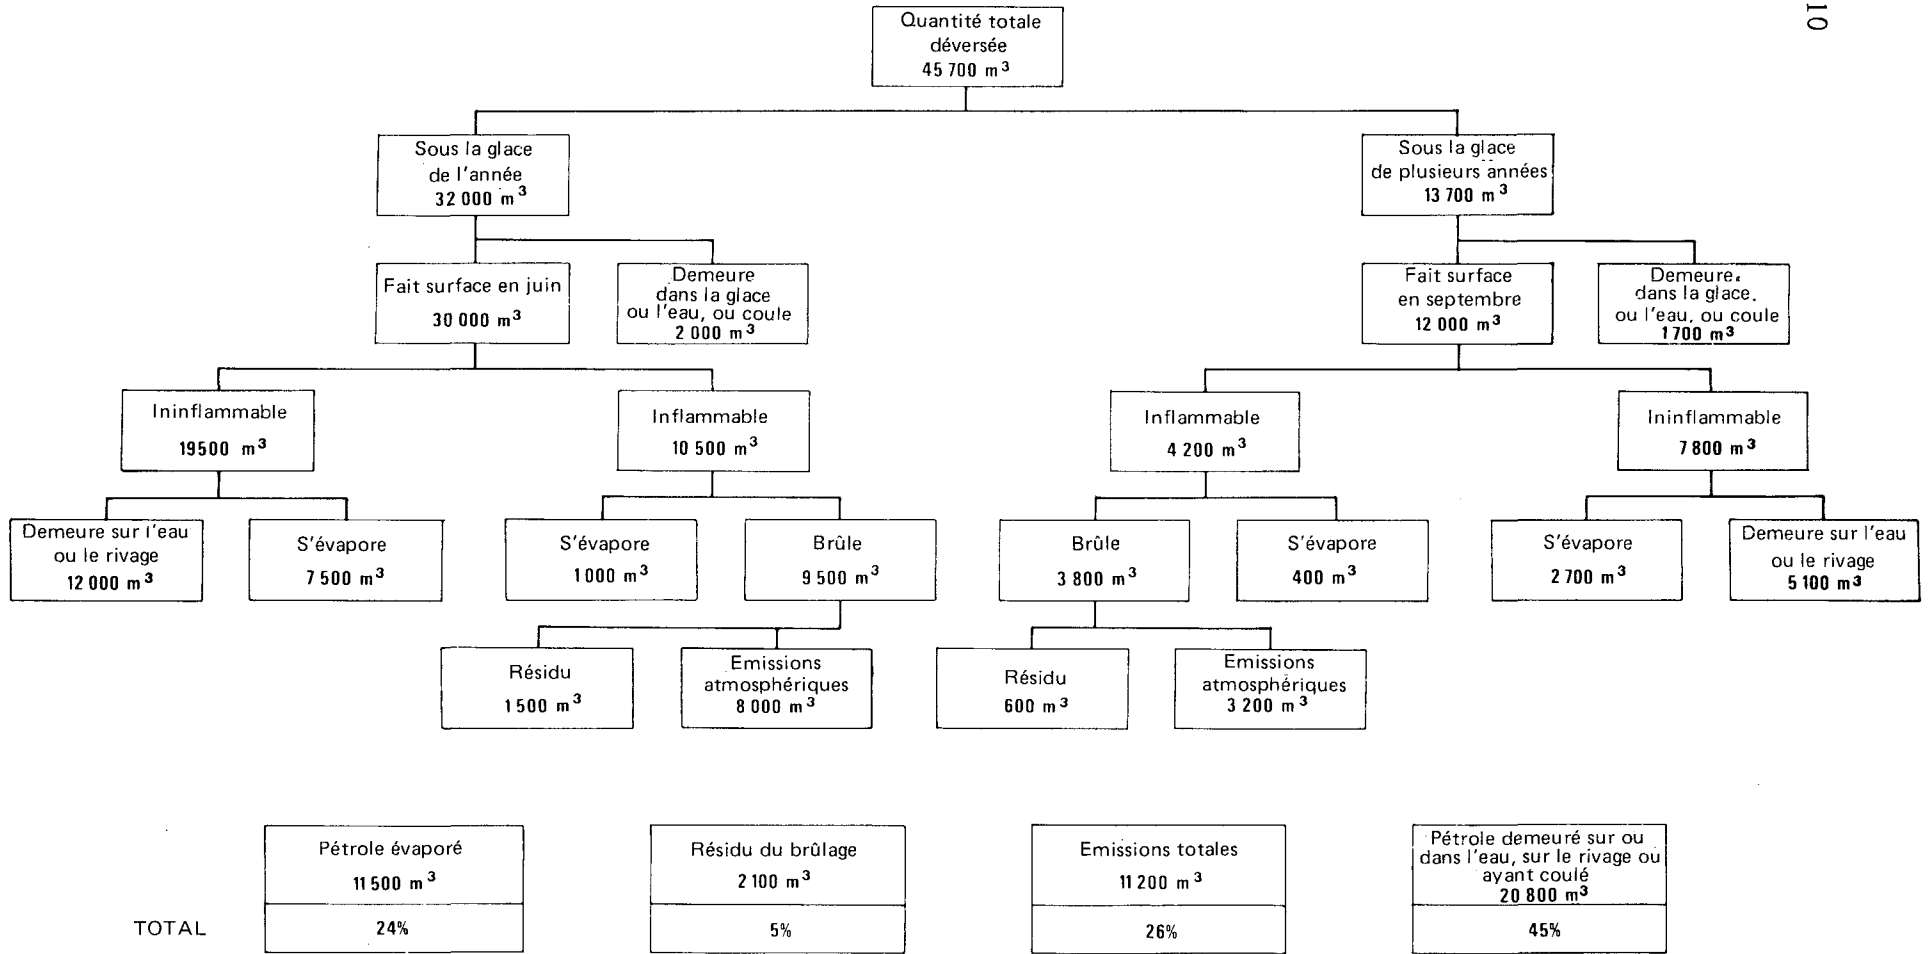 10
Quantité totale
déversée
45 700 m³
Sous la glace
de l'année
32 000 m³
Sous la glace
de plusieurs années
13 700 m³
Fait surface en juin
30 000 m³
Demeure
dans la glace
ou l'eau, ou coule
2 000 m³
Fait surface
en septembre
12 000 m³
Demeure
dans la glace
ou l'eau, ou coule
1 700 m³
Ininflammable
19500 m³
Inflammable
10 500 m³
Inflammable
4 200 m³
Ininflammable
7 800 m³
Demeure sur l'eau
ou le rivage
12 000 m³
S'évapore
7 500 m³
S'évapore
1 000 m³
Brûle
9 500 m³
Brûle
3 800 m³
S'évapore
400 m³
S'évapore
2 700 m³
Demeure sur l'eau
ou le rivage
5 100 m³
Résidu
1 500 m³
Emissions
atmosphériques
8 000 m³
Résidu
600 m³
Emissions
atmosphériques
3 200 m³
Pétrole évaporé
11 500 m³
Résidu du brûlage
2 100 m³
Emissions totales
11 200 m³
Pétrole demeuré sur ou
dans l'eau, sur le rivage ou
ayant coulé
20 800 m³
TOTAL
24%
5%
26%
45%